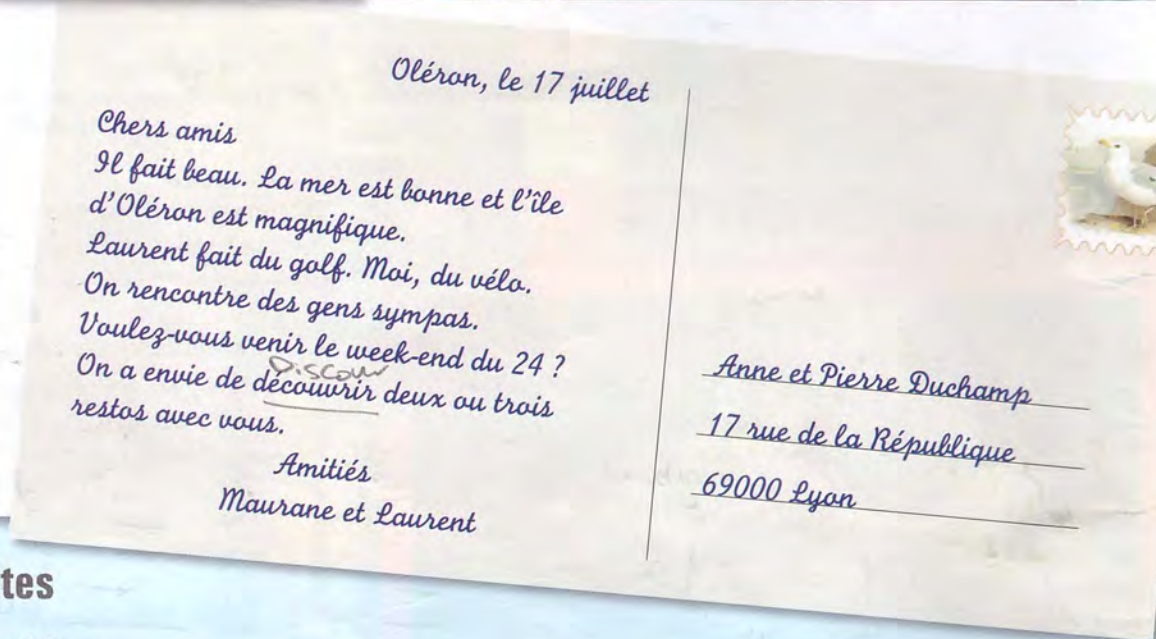 Oléron, le 17 juillet
Chers amis
Il fait beau. La mer est bonne et l'île
d'Oléron est magnifique.
Laurent fait du golf. Moi, du vélo.
On rencontre des gens sympas.
Voulez-vous venir le week-end du 24 ?
On a envie de découvrir deux ou trois
restos avec vous.
Amitiés
Maurane et Laurent
Anne et Pierre Duchamp
17 rue de la République
69000 Lyon
tes